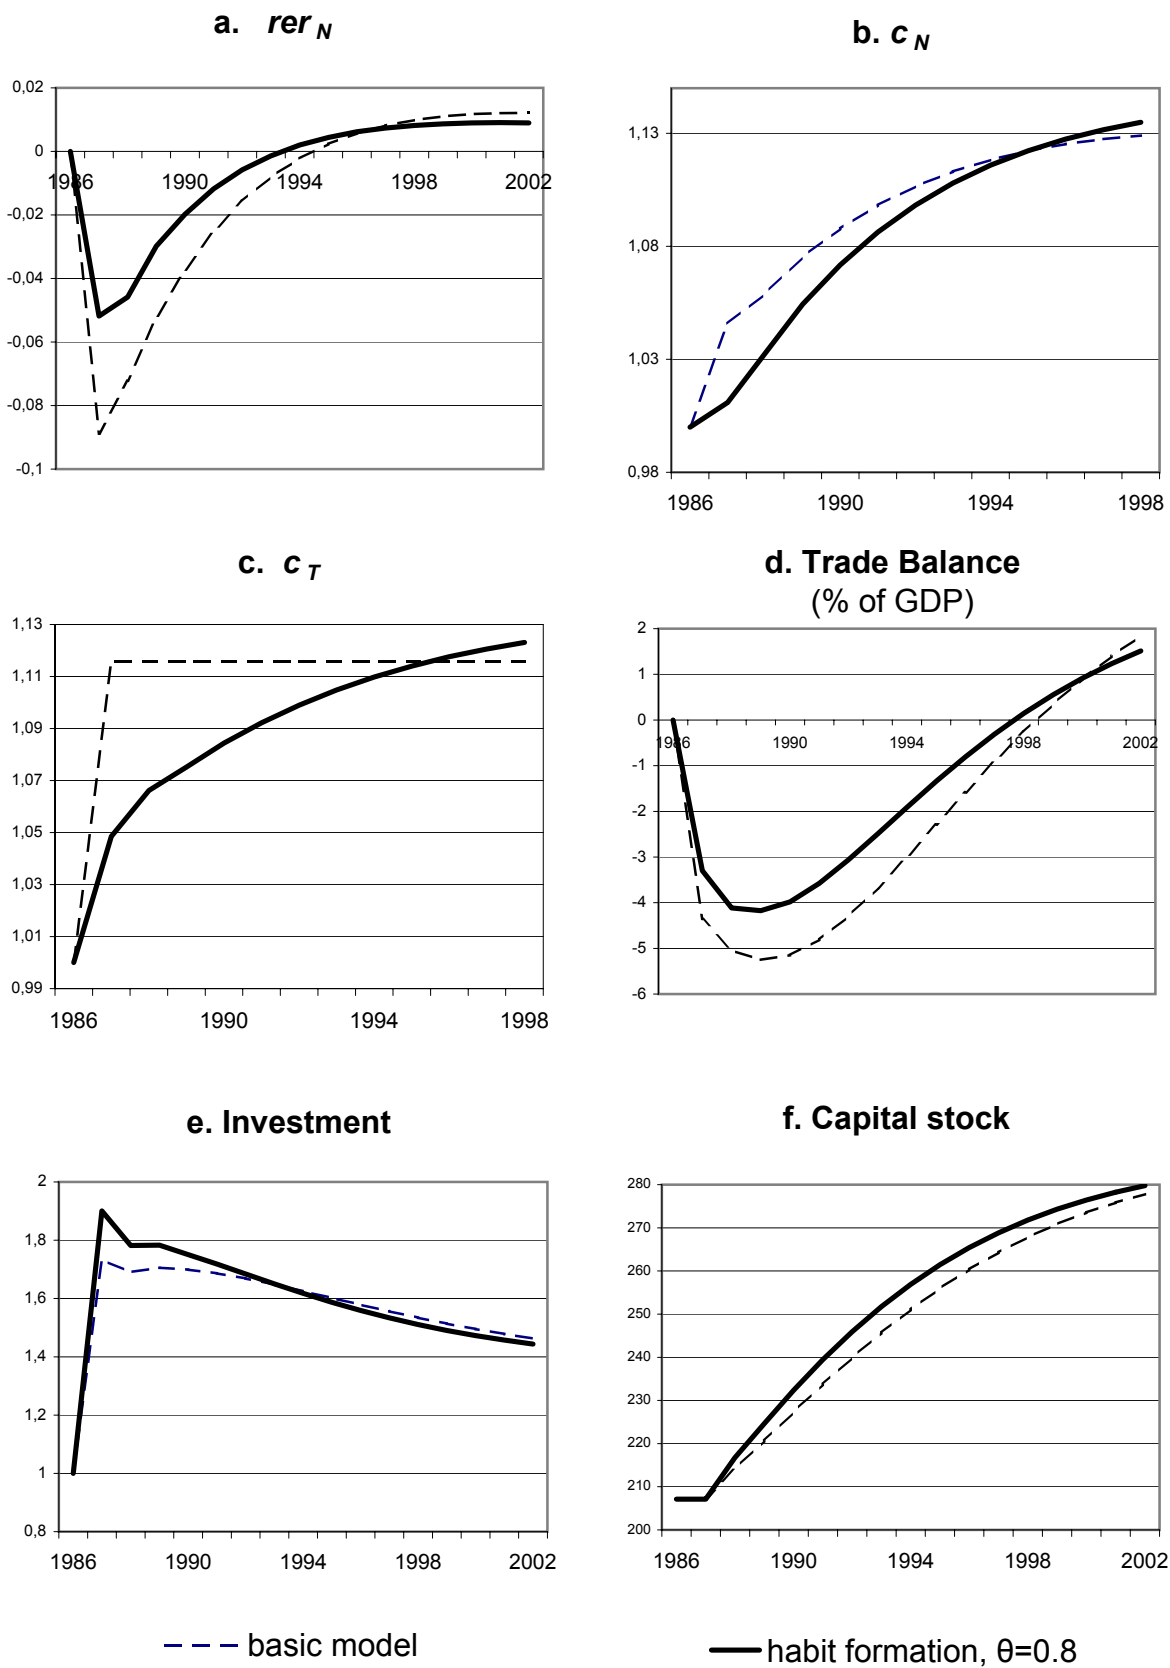 a. rer N
0,02
0
-0,02
-0,04
-0,06
-0,08
-0,1
1986 1990 1994 1998 2002
b. c N
1,13
1,08
1,03
0,98
1986 1990 1994 1998
c. c T
1,13
1,11
1,09
1,07
1,05
1,03
1,01
0,99
1986 1990 1994 1998
d. Trade Balance
(% of GDP)
2
1
0
-1
-2
-3
-4
-5
-6
1986 1990 1994 1998 2002
e. Investment
2
1,8
1,6
1,4
1,2
1
0,8
1986 1990 1994 1998 2002
f. Capital stock
280
270
260
250
240
230
220
210
200
1986 1990 1994 1998 2002
basic model
habit formation, θ=0.8